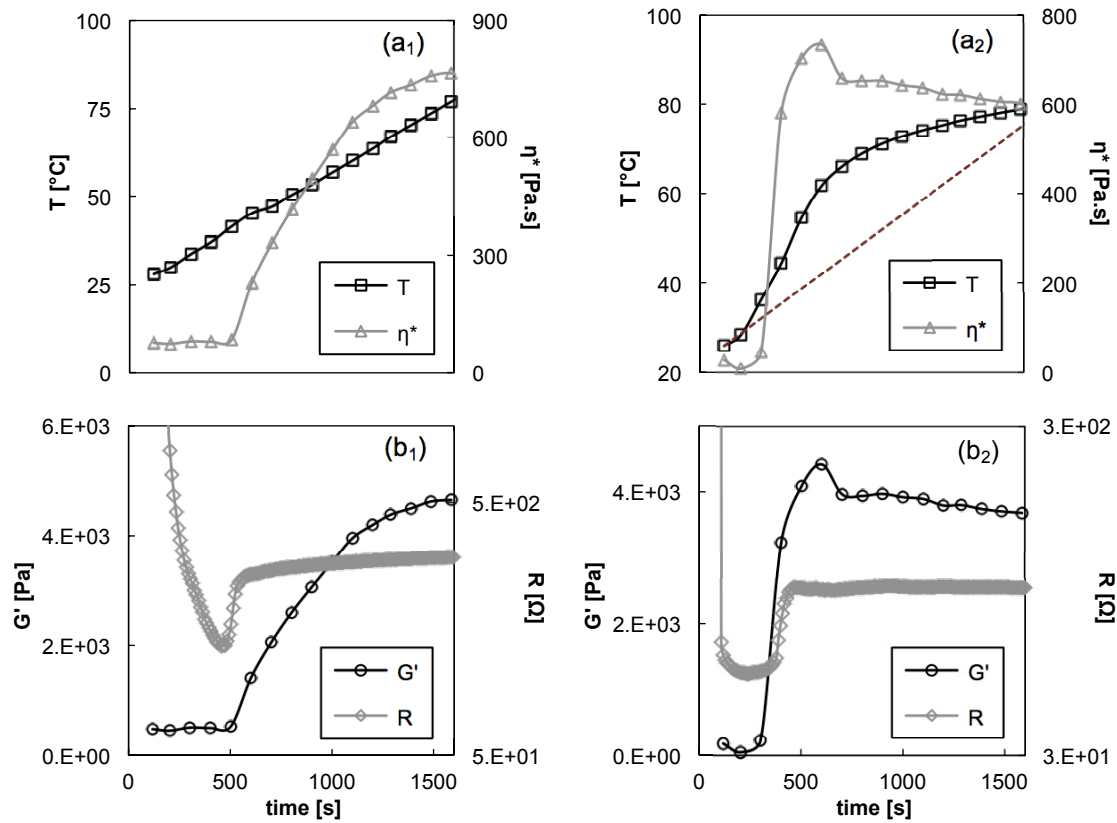 (a1)
100
75
50
25
0
T [°C]
900
600
300
0
η* [Pa.s]
T
η*
(a2)
100
80
60
40
20
T [°C]
800
600
400
200
0
η* [Pa.s]
T
η*
(b1)
6.E+03
4.E+03
2.E+03
0.E+00
G' [Pa]
5.E+02
5.E+01
R [Ω]
G'
R
0 500 1000 1500
time [s]
(b2)
4.E+03
2.E+03
0.E+00
G' [Pa]
3.E+02
3.E+01
R [Ω]
G'
R
0 500 1000 1500
time [s]